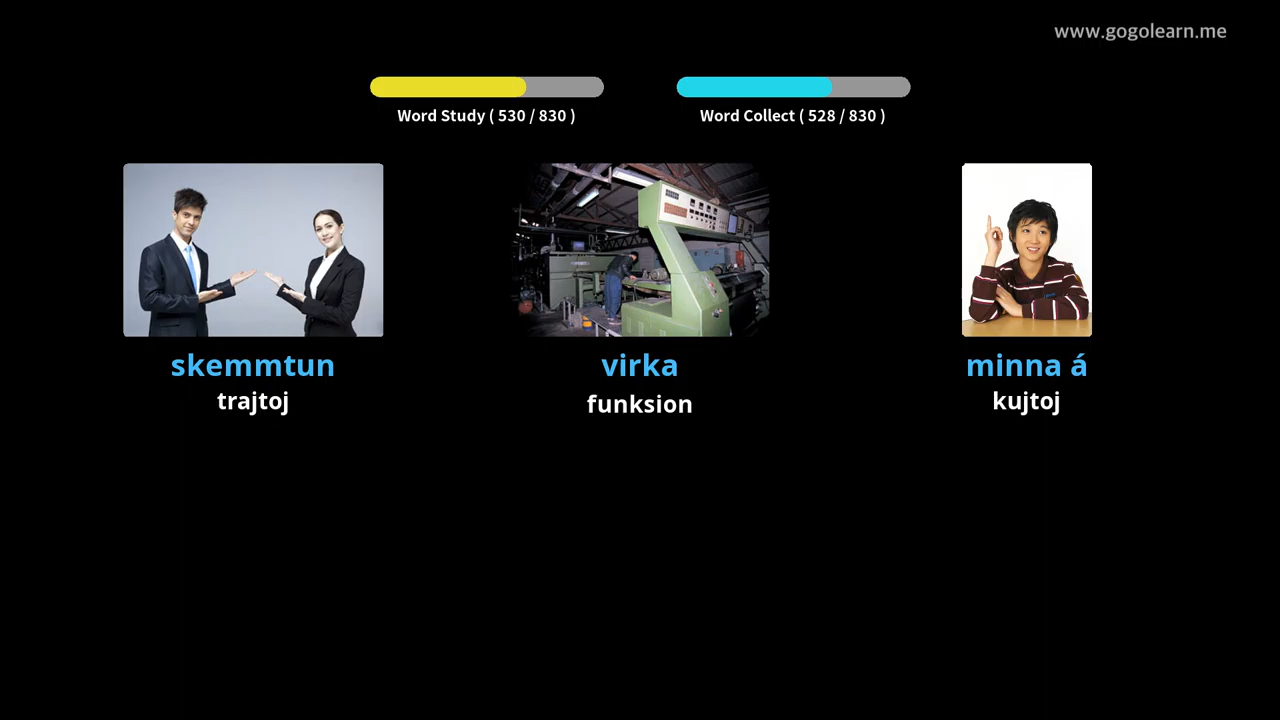 www.gogolearn.me
Word Study ( 530 / 830 )
Word Collect ( 528 / 830 )
skemmtun
trajtoj
virka
funksion
minna á
kujtoj